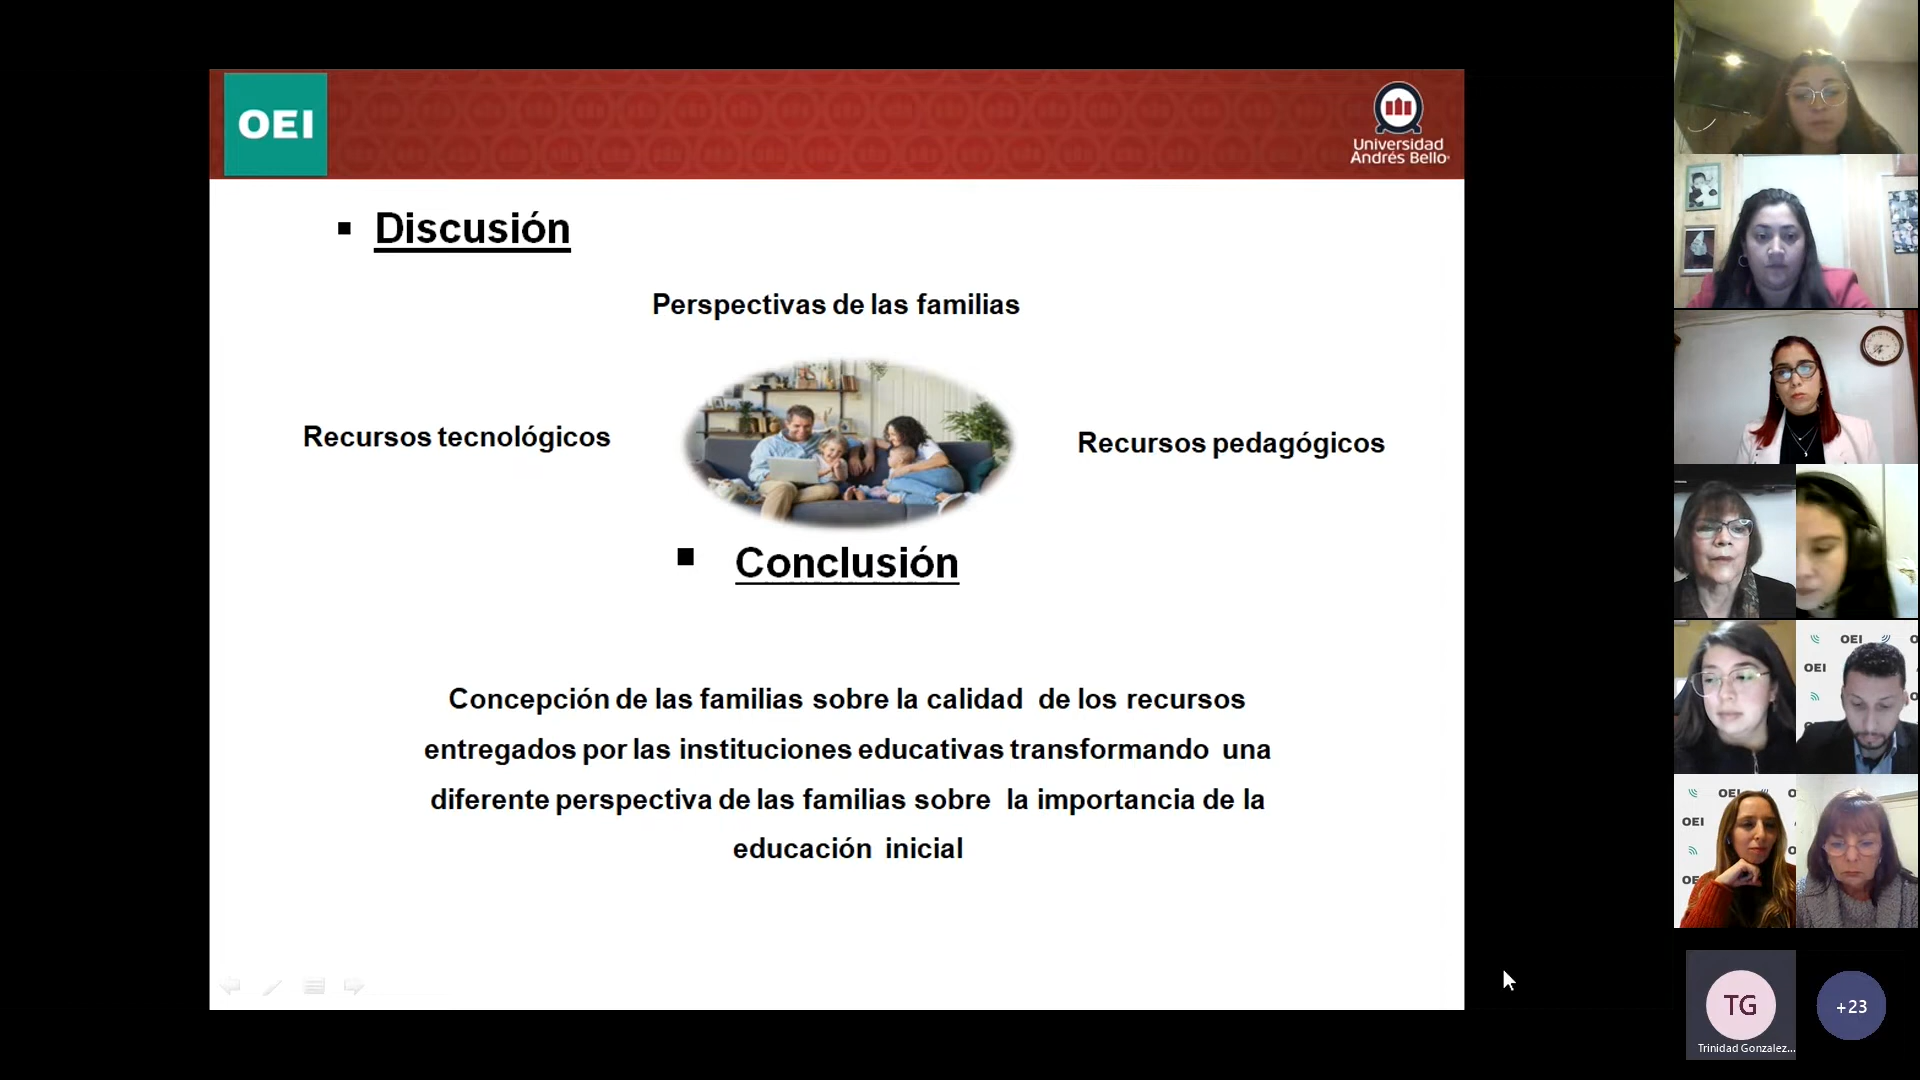 OEI
Universidad
Andrés Bello
Discusión
Perspectivas de las familias
Recursos tecnológicos
Recursos pedagógicos
Conclusión
Concepción de las familias sobre la calidad de los recursos
entregados por las instituciones educativas transformando una
diferente perspectiva de las familias sobre la importancia de la
educación inicial
OEI
OEI
OEI
OEI
TG
+23
Trinidad Gonzalez...